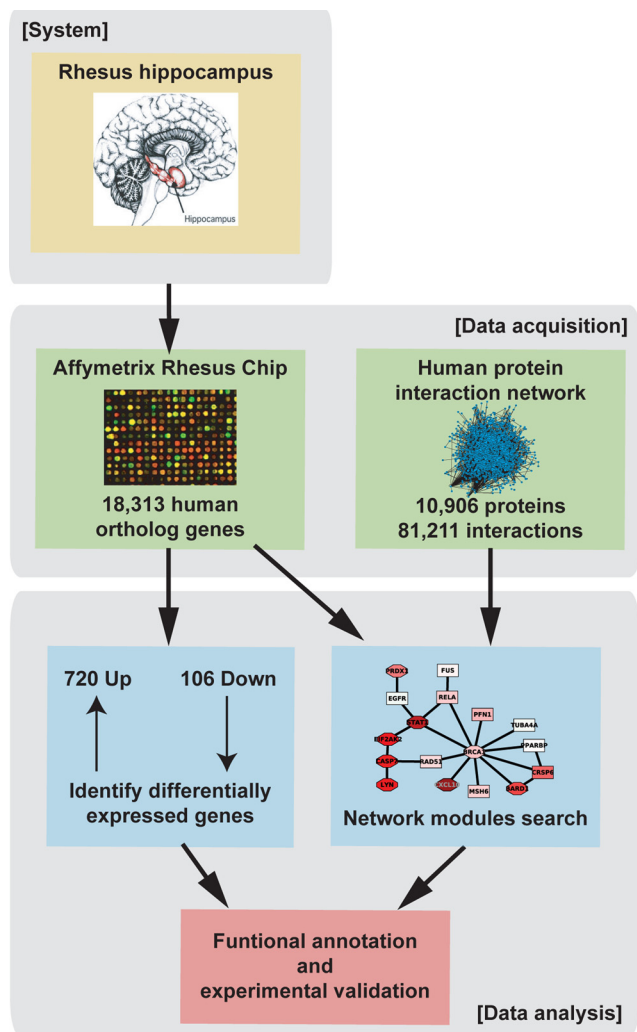 [System]
Rhesus hippocampus
Hippocampus
[Data acquisition]
Affymetrix Rhesus Chip
18,313 human
ortholog genes
Human protein
interaction network
10,906 proteins
81,211 interactions
720 Up
106 Down
Identify differentially
expressed genes
PRDX1
FUS
EGFR
RELA
PFN1
STAT3
TUBA4A
EIF2AK2
BRCA1
PPARBP
CASP1
RAD51
CRSP6
LYN
CXCL10
MSH6
BARD1
Network modules search
Funtional annotation
and
experimental validation
[Data analysis]